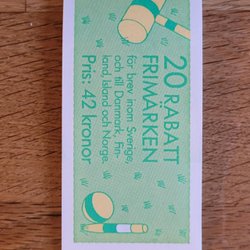 20 RABATT
FRIMÄRKEN
för brev inom Sverige,
och till Danmark, Fin-
land, Island och Norge.
Pris: 42 kronor